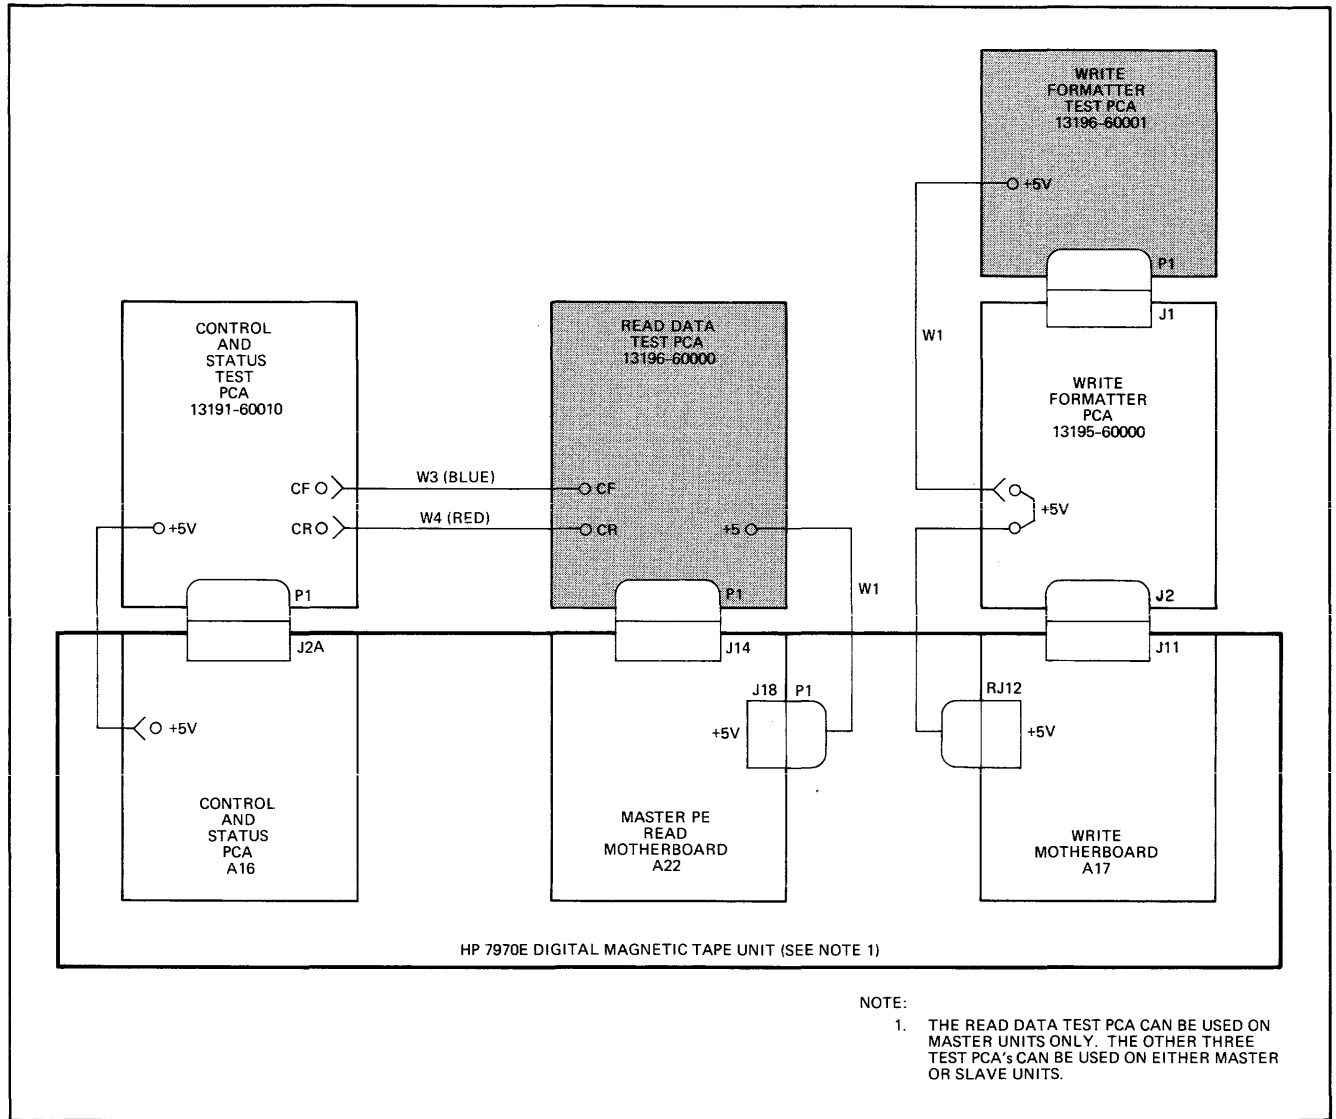 WRITE
FORMATTER
TEST PCA
13196-60001
+5V
P1
J1
W1
WRITE
FORMATTER
PCA
13195-60000
+5V
J2
J11
RJ12
+5V
WRITE
MOTHERBOARD
A17
CONTROL
AND
STATUS
TEST
PCA
13191-60010
CF
CR
+5V
P1
J2A
+5V
CONTROL
AND
STATUS
PCA
A16
W3 (BLUE)
W4 (RED)
READ DATA
TEST PCA
13196-60000
CF
CR
+5
W1
P1
J14
J18 P1
+5V
MASTER PE
READ
MOTHERBOARD
A22
HP 7970E DIGITAL MAGNETIC TAPE UNIT (SEE NOTE 1)
NOTE:
1. THE READ DATA TEST PCA CAN BE USED ON
MASTER UNITS ONLY. THE OTHER THREE
TEST PCA's CAN BE USED ON EITHER MASTER
OR SLAVE UNITS.